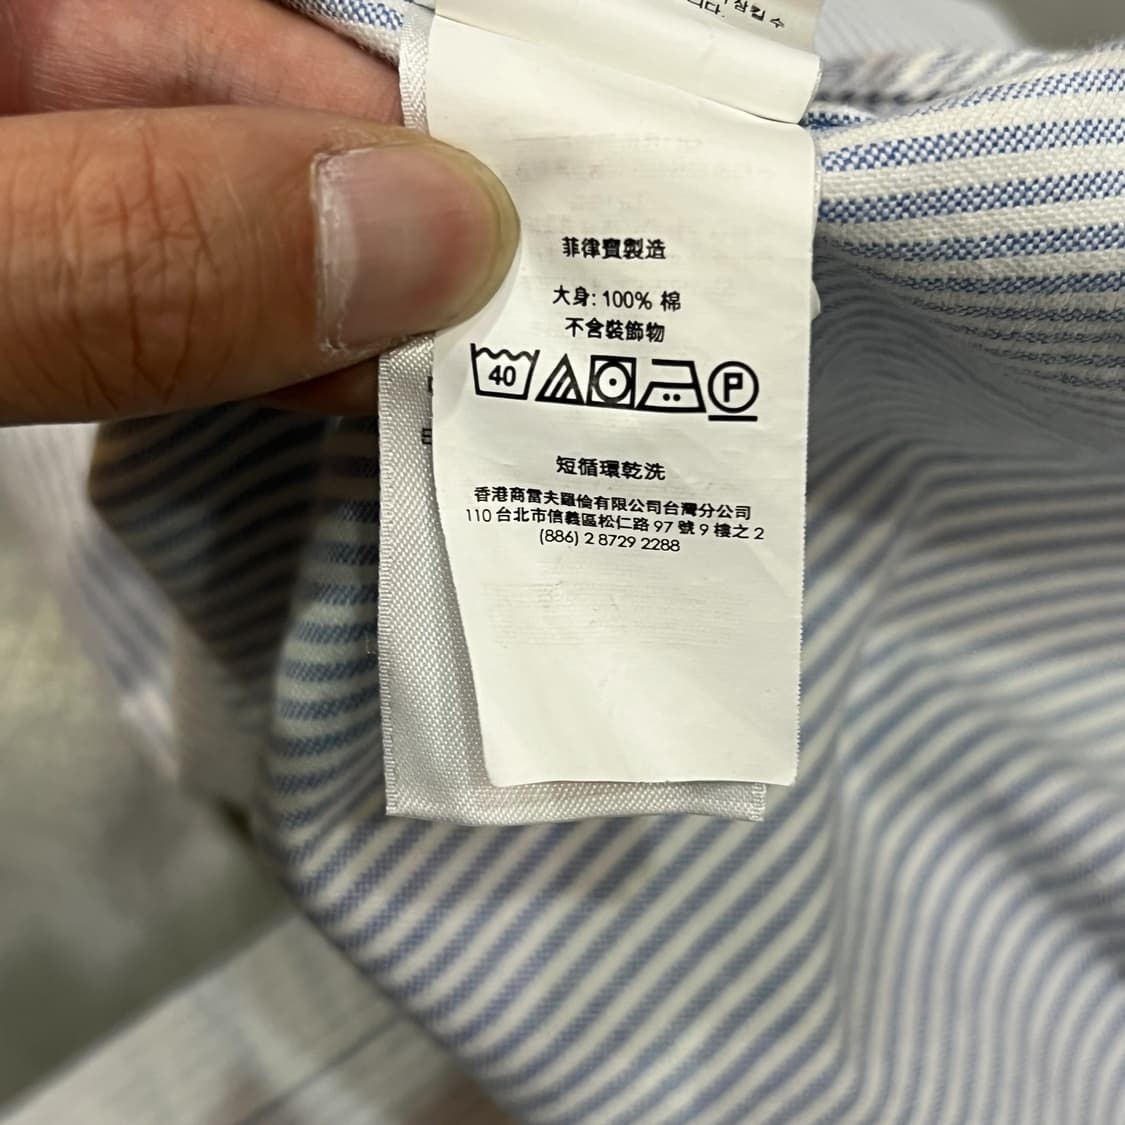 菲律賓製造
大身: 100% 棉
不含裝飾物
40
P
短循環乾洗
香港商雷夫羅倫有限公司台灣分公司
110 台北市信義區松仁路 97 號 9 樓之 2
(886) 2 8729 2288